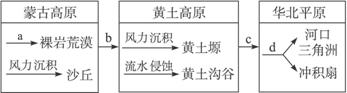 蒙古高原
a 裸岩荒漠
风力沉积 沙丘
b
黄土高原
风力沉积 黄土塬
流水侵蚀 黄土沟谷
c
华北平原
d
河口
三角洲
冲积扇